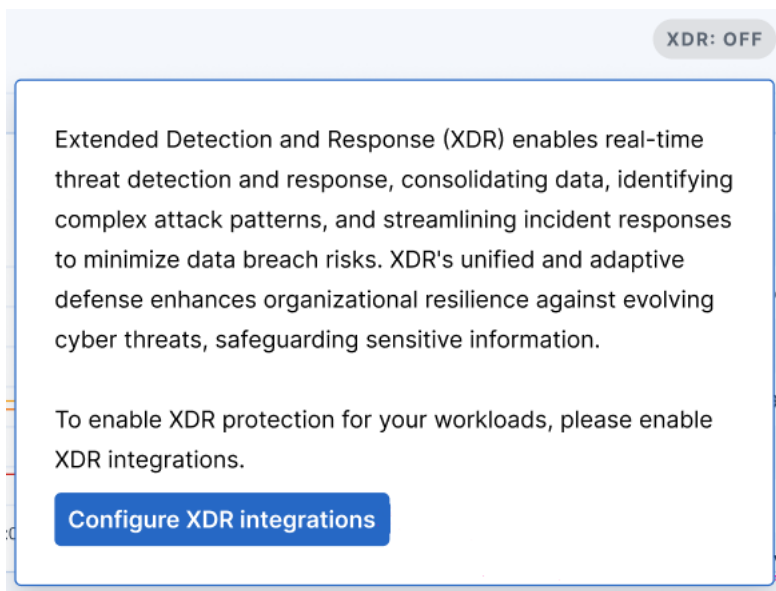 XDR: OFF
Extended Detection and Response (XDR) enables real-time
threat detection and response, consolidating data, identifying
complex attack patterns, and streamlining incident responses
to minimize data breach risks. XDR's unified and adaptive
defense enhances organizational resilience against evolving
cyber threats, safeguarding sensitive information.
To enable XDR protection for your workloads, please enable
XDR integrations.
Configure XDR integrations